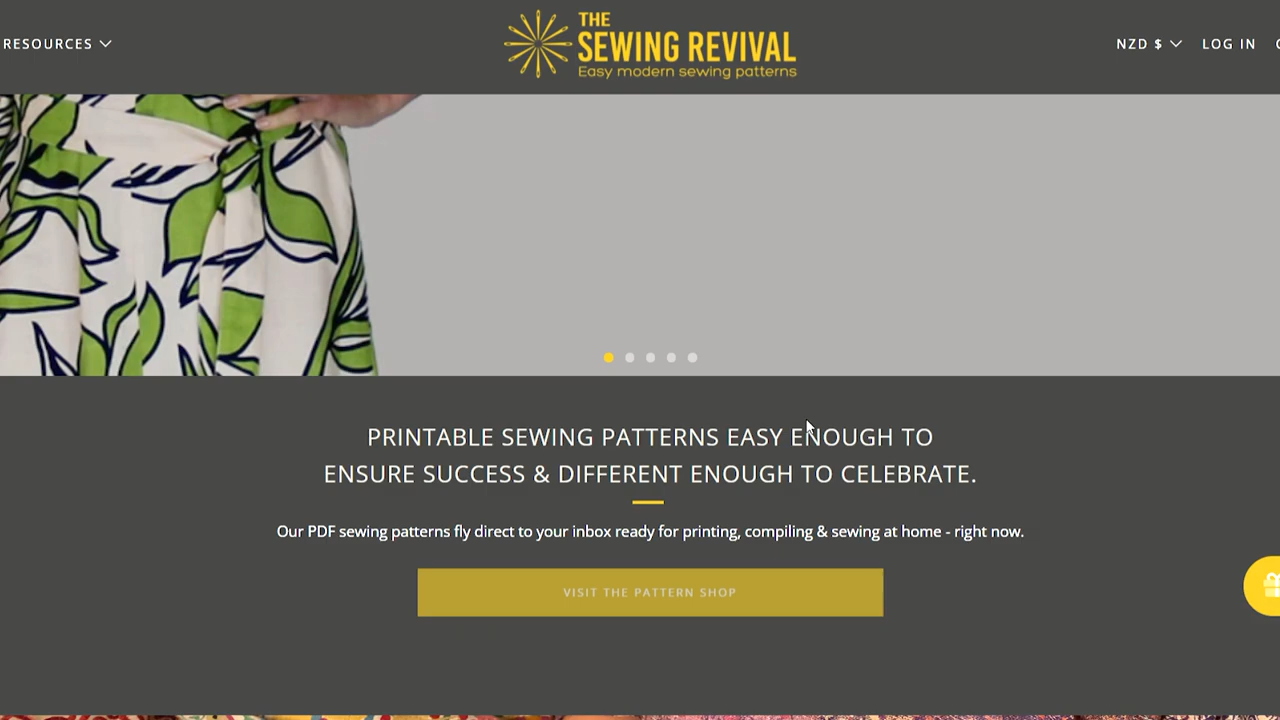 RESOURCES
THE
SEWING REVIVAL
Easy modern sewing patterns
NZD $
LOG IN
PRINTABLE SEWING PATTERNS EASY ENOUGH TO
ENSURE SUCCESS & DIFFERENT ENOUGH TO CELEBRATE.
Our PDF sewing patterns fly direct to your inbox ready for printing, compiling & sewing at home - right now.
VISIT THE PATTERN SHOP